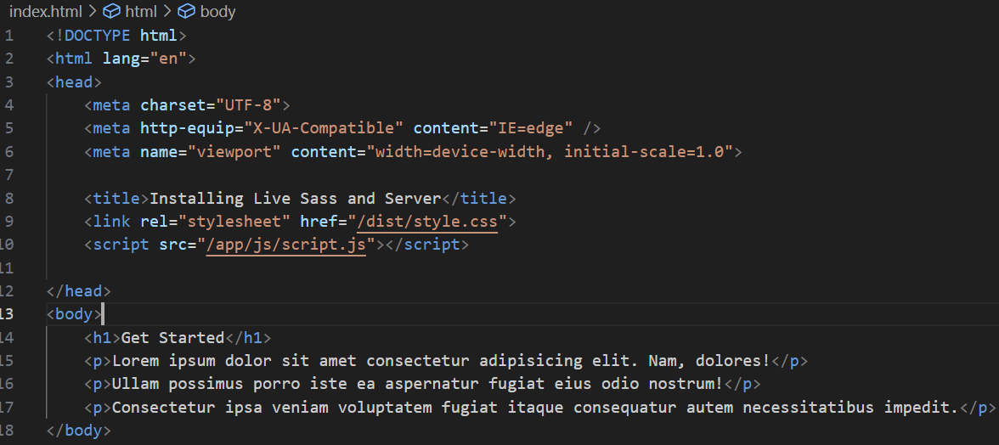 index.html > html > body
1 <!DOCTYPE html>
2 <html lang="en">
3 <head>
4 <meta charset="UTF-8">
5 <meta http-equip="X-UA-Compatible" content="IE=edge" />
6 <meta name="viewport" content="width=device-width, initial-scale=1.0">
7
8 <title>Installing Live Sass and Server</title>
9 <link rel="stylesheet" href="/dist/style.css">
10 <script src="/app/js/script.js"></script>
11
12 </head>
13 <body>
14 <h1>Get Started</h1>
15 <p>Lorem ipsum dolor sit amet consectetur adipisicing elit. Nam, dolores!</p>
16 <p>Ullam possimus porro iste ea aspernatur fugiat eius odio nostrum!</p>
17 <p>Consectetur ipsa veniam voluptatem fugiat itaque consequatur autem necessitatibus impedit.</p>
18 </body>